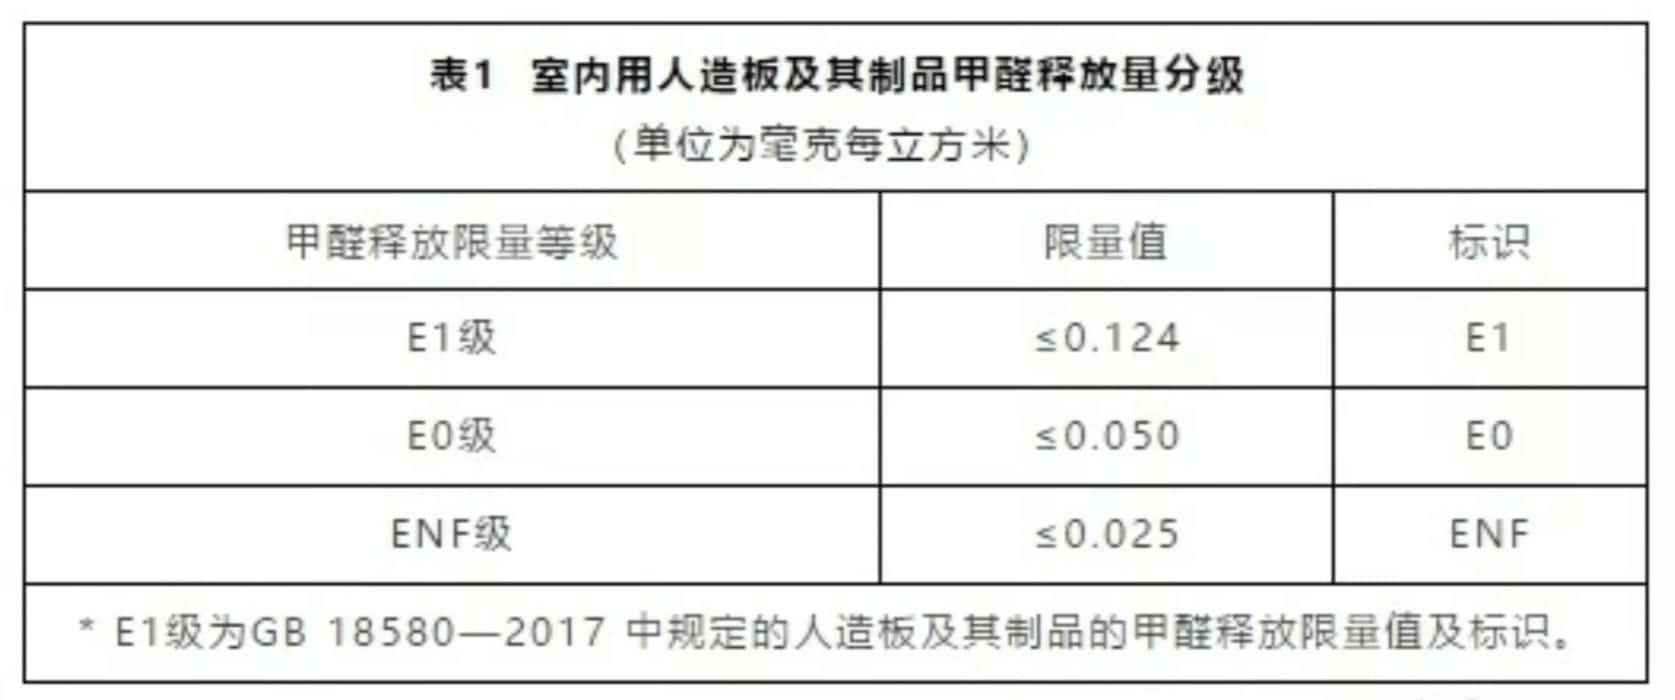 表1 室内用人造板及其制品甲醛释放量分级
(单位为毫克每立方米)
甲醛释放限量等级 限量值 标识
E1级 ≤0.124 E1
E0级 ≤0.050 E0
ENF级 ≤0.025 ENF
* E1级为GB 18580—2017 中规定的人造板及其制品的甲醛释放限量值及标识。